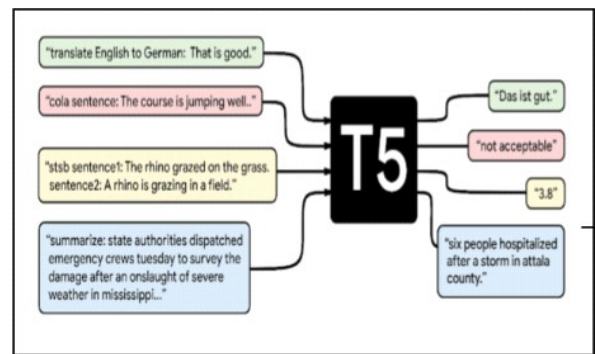 "translate English to German: That is good."
"cola sentence: The course is jumping well.."
"stsb sentence1: The rhino grazed on the grass.
sentence2: A rhino is grazing in a field."
"summarize: state authorities dispatched
emergency crews tuesday to survey the
damage after an onslaught of severe
weather in mississippi..."
T5
"Das ist gut."
"not acceptable"
"3.8"
"six people hospitalized
after a storm in attala
county."